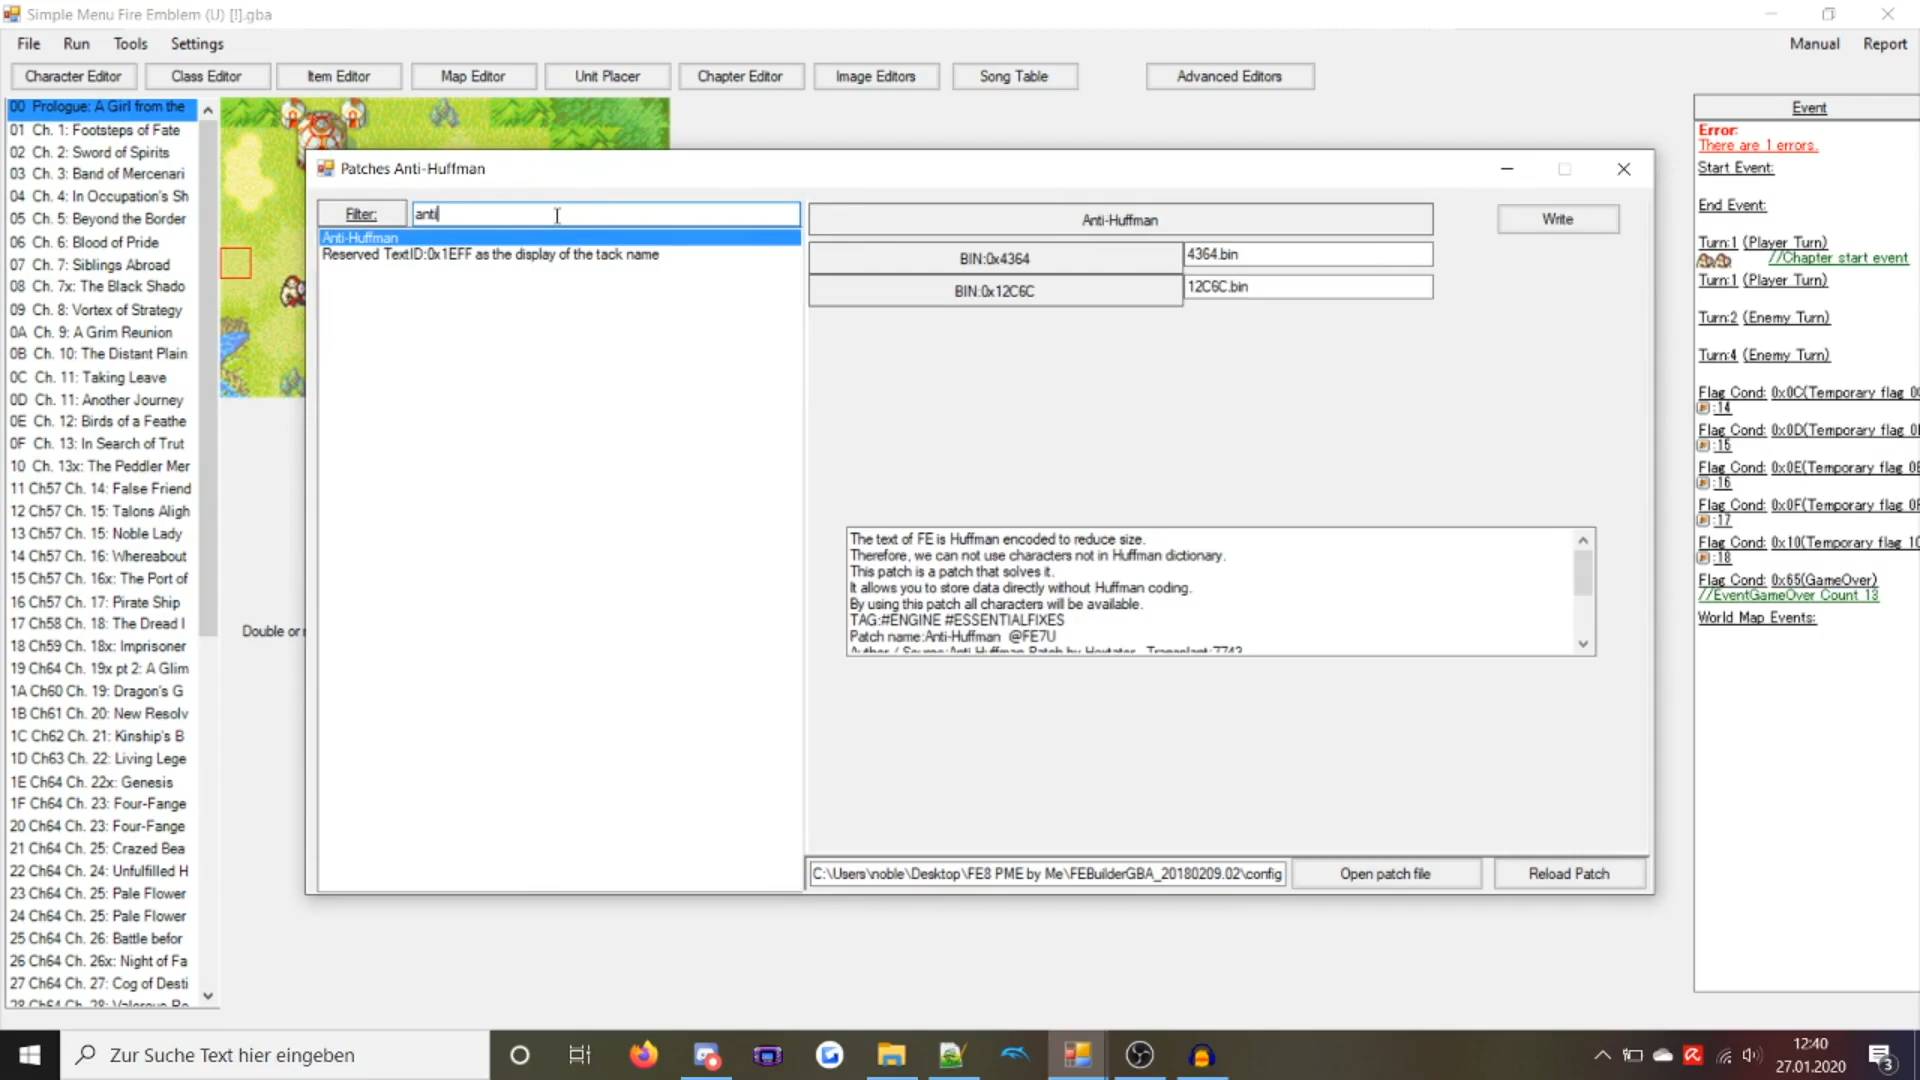 Simple Menu Fire Emblem (U) [!].gba
File Run Tools Settings Manual Report
Character Editor Class Editor Item Editor Map Editor Unit Placer Chapter Editor Image Editors Song Table Advanced Editors
00 Prologue: A Girl from the
01 Ch. 1: Footsteps of Fate
02 Ch. 2: Sword of Spirits
03 Ch. 3: Band of Mercenari
04 Ch. 4: In Occupation's Sh
05 Ch. 5: Beyond the Border
06 Ch. 6: Blood of Pride
07 Ch. 7: Siblings Abroad
08 Ch. 7x: The Black Shado
09 Ch. 8: Vortex of Strategy
0A Ch. 9: A Grim Reunion
0B Ch. 10: The Distant Plain
0C Ch. 11: Taking Leave
0D Ch. 11: Another Journey
0E Ch. 12: Birds of a Feathe
0F Ch. 13: In Search of Trut
10 Ch. 13x: The Peddler Mer
11 Ch57 Ch. 14: False Friend
12 Ch57 Ch. 15: Talons Aligh
13 Ch57 Ch. 15: Noble Lady
14 Ch57 Ch. 16: Whereabout
15 Ch57 Ch. 16x: The Port of
16 Ch57 Ch. 17: Pirate Ship
17 Ch58 Ch. 18: The Dread I
18 Ch59 Ch. 18x: Imprisoner
19 Ch64 Ch. 19x pt 2: A Glim
1A Ch60 Ch. 19: Dragon's G
1B Ch61 Ch. 20: New Resolv
1C Ch62 Ch. 21: Kinship's B
1D Ch63 Ch. 22: Living Lege
1E Ch64 Ch. 22x: Genesis
1F Ch64 Ch. 23: Four-Fange
20 Ch64 Ch. 23: Four-Fange
21 Ch64 Ch. 25: Crazed Bea
22 Ch64 Ch. 24: Unfulfilled H
23 Ch64 Ch. 25: Pale Flower
24 Ch64 Ch. 25: Pale Flower
25 Ch64 Ch. 26: Battle befor
26 Ch64 Ch. 26x: Night of Fa
27 Ch64 Ch. 27: Cog of Desti
28 Ch64 Ch. 28: Valorous Ro
Double or
Patches Anti-Huffman
Filter: anti
Anti-Huffman
Reserved TextID:0x1EFF as the display of the tack name
Anti-Huffman
Write
BIN:0x4364 4364.bin
BIN:0x12C6C 12C6C.bin
The text of FE is Huffman encoded to reduce size.
Therefore, we can not use characters not in Huffman dictionary.
This patch is a patch that solves it.
It allows you to store data directly without Huffman coding.
By using this patch all characters will be available.
TAG:#ENGINE #ESSENTIALFIXES
Patch name:Anti-Huffman @FE7U
Author / Source:Anti Huffman Patch by Hextator Transplant:7743
C:\Users\noble\Desktop\FE8 PME by Me\FEBuilderGBA_20180209.02\config Open patch file Reload Patch
Event
Error:
There are 1 errors.
Start Event:
End Event:
Turn:1 (Player Turn)
//Chapter start event
Turn:1 (Player Turn)
Turn:2 (Enemy Turn)
Turn:4 (Enemy Turn)
Flag Cond: 0x0C(Temporary flag 0
:14
Flag Cond: 0x0D(Temporary flag 0
:15
Flag Cond: 0x0E(Temporary flag 0
:16
Flag Cond: 0x0F(Temporary flag 0
:17
Flag Cond: 0x10(Temporary flag 1
:18
Flag Cond: 0x65(GameOver)
//EventGameOver Count 13
World Map Events:
Zur Suche Text hier eingeben
12:40
27.01.2020
3